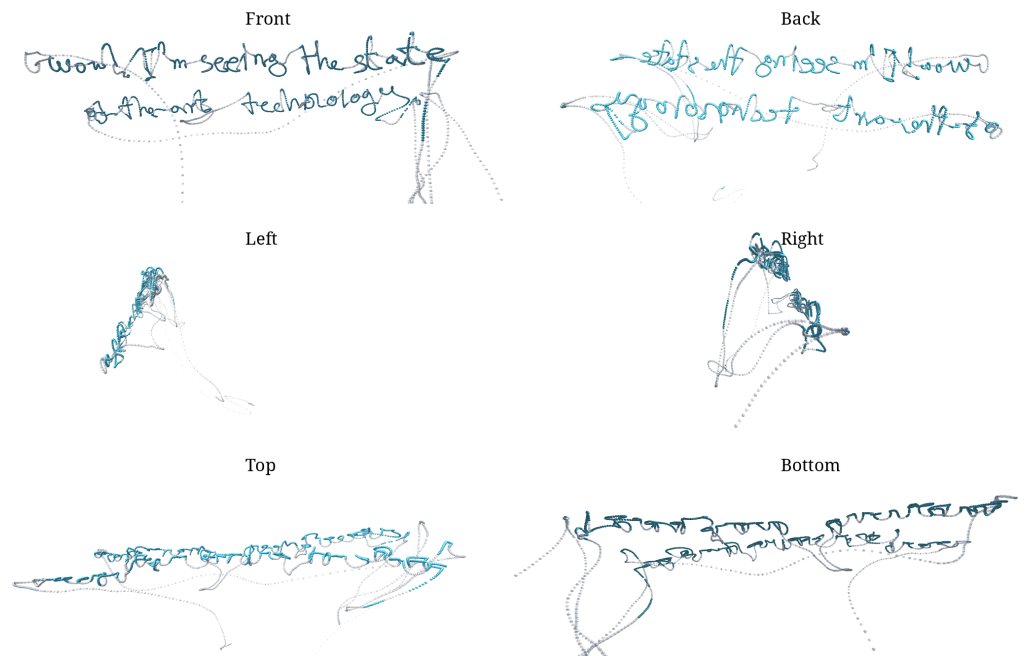 Front
Back
wow! I'm seeing the state
of the art technology
Left
Right
Top
Bottom